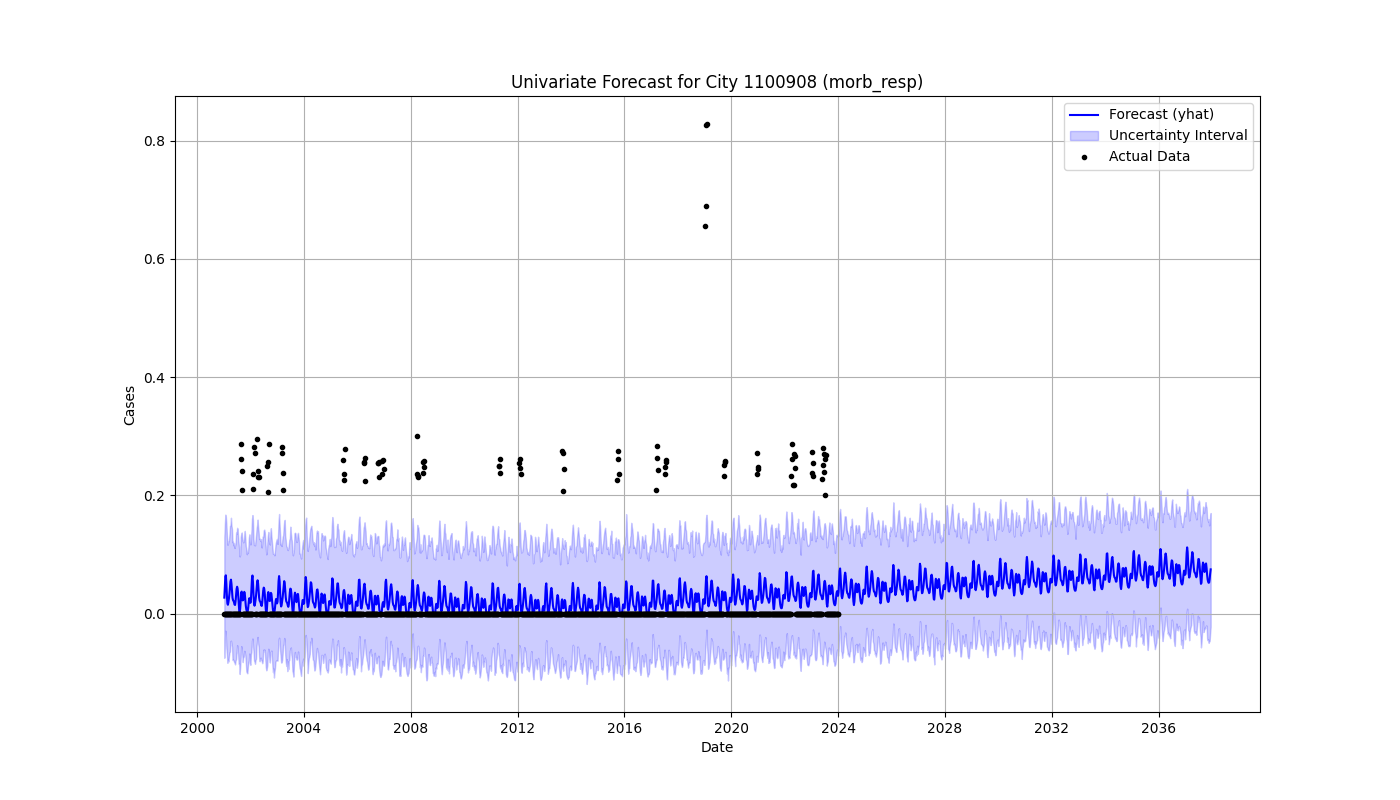 Univariate Forecast for City 1100908 (morb_resp)
Forecast (yhat)
Uncertainty Interval
Actual Data
Cases
0.8
0.6
0.4
0.2
0.0
2000 2004 2008 2012 2016 2020 2024 2028 2032 2036
Date